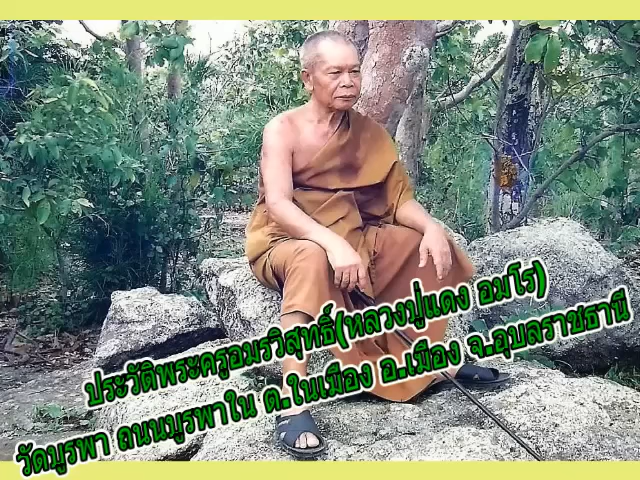 ประวัติพระครูอมรวิสุทธิ์(หลวงปู่แดง อมโร)
วัดบูรพา ถนนบูรพาใน ต.ในเมือง อ.เมือง จ.อุบลราชธานี